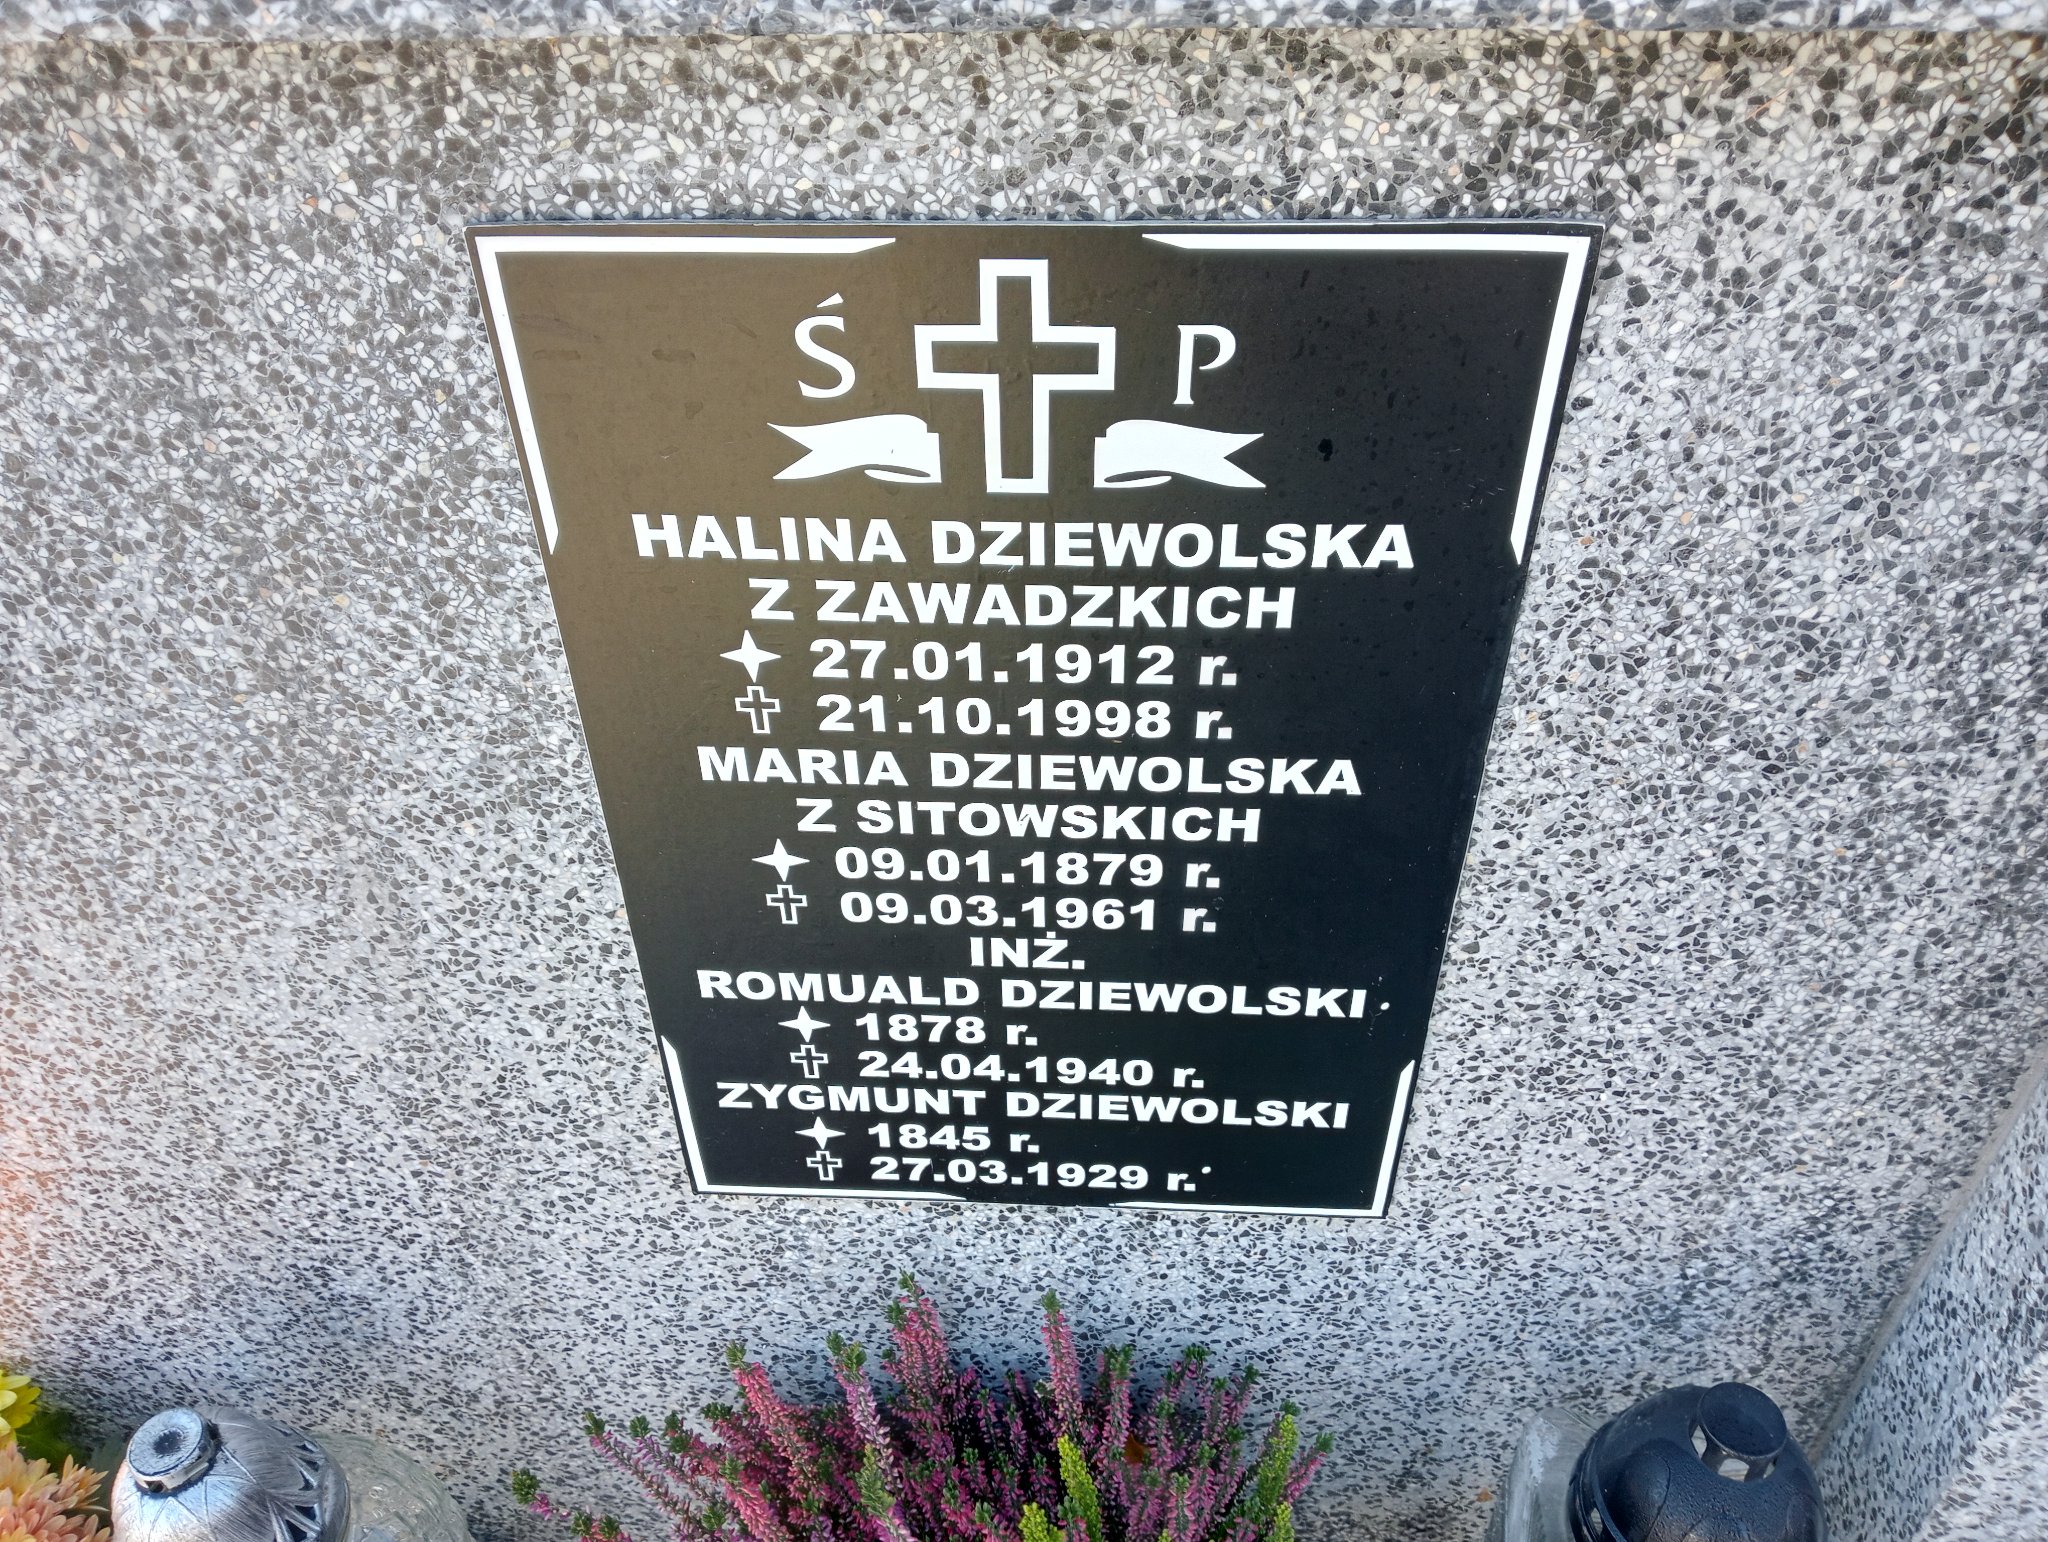 Ś P
HALINA DZIEWOLSKA
Z ZAWADZKICH
27.01.1912 r.
21.10.1998 r.
MARIA DZIEWOLSKA
Z SITOWSKICH
09.01.1879 r.
09.03.1961 r.
INŻ.
ROMUALD DZIEWOLSKI
1878 r.
24.04.1940 r.
ZYGMUNT DZIEWOLSKI
1845 r.
27.03.1929 r.